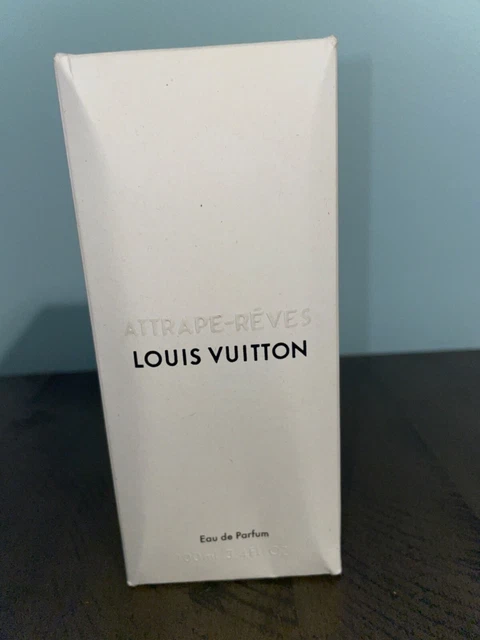 ATTRAPE-RÊVES
LOUIS VUITTON
Eau de Parfum